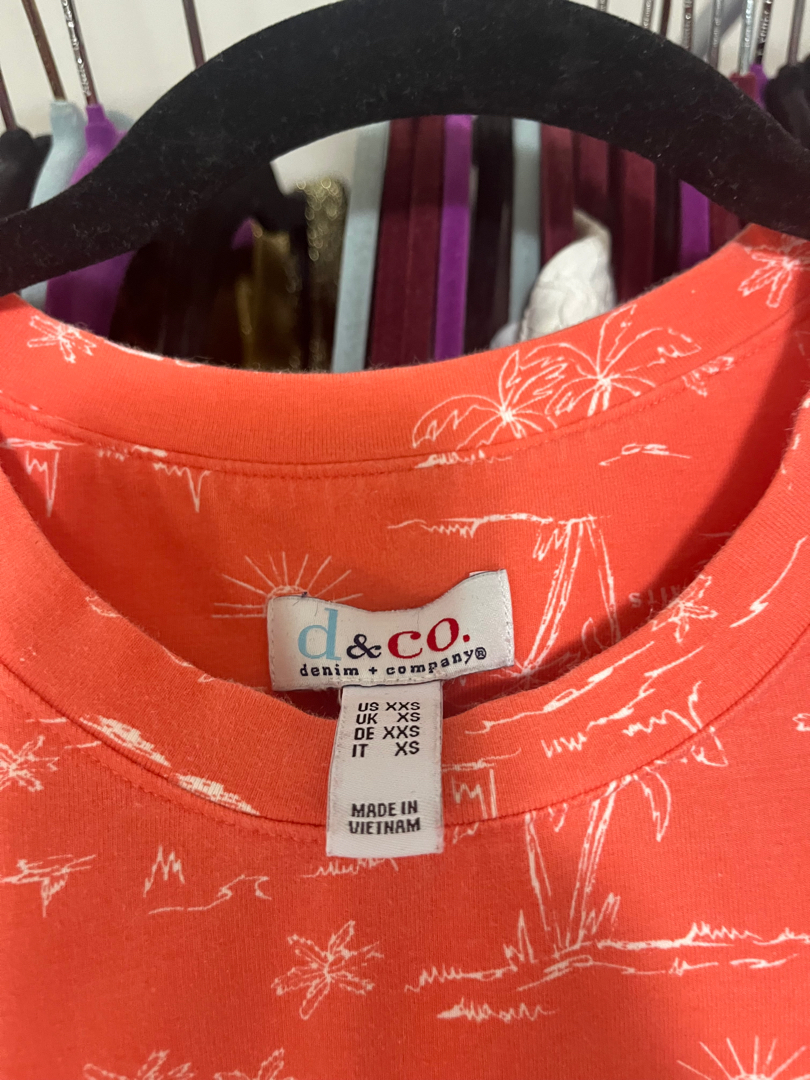 d&co.
denim + company®
US XXS
UK XS
DE XXS
IT XS
MADE IN
VIETNAM